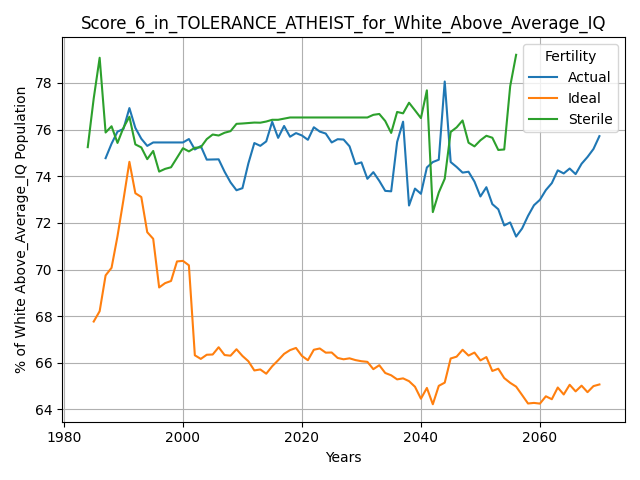 Score_6_in_TOLERANCE_ATHEIST_for_White_Above_Average_IQ
Fertility
Actual
Ideal
Sterile
% of White Above_Average_IQ Population
78
76
74
72
70
68
66
64
1980
2000
2020
2040
2060
Years